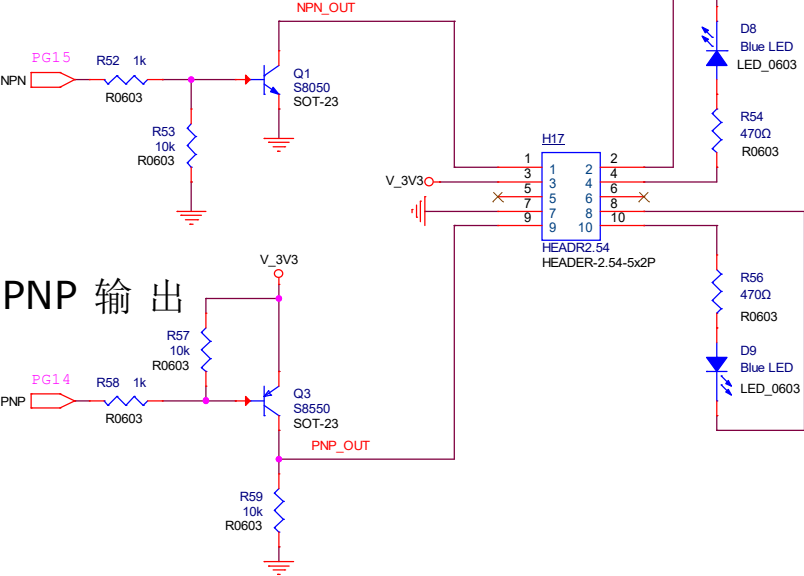 NPN_OUT
PG15
NPN
R52 1k
R0603
R53
10k
R0603
Q1
S8050
SOT-23
D8
Blue LED
LED_0603
R54
470Ω
R0603
H17
1 1 2 2
V_3V3 3 3 4 4
5 5 6 6
7 7 8 8
9 9 10 10
HEADR2.54
HEADER-2.54-5x2P
V_3V3
PNP 输 出
R57
10k
R0603
PG14
PNP
R58 1k
R0603
Q3
S8550
SOT-23
PNP_OUT
R59
10k
R0603
R56
470Ω
R0603
D9
Blue LED
LED_0603